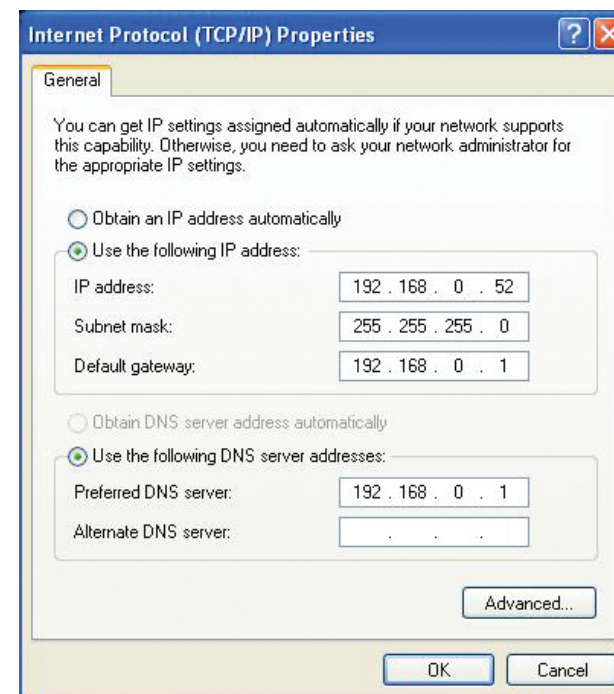 Internet Protocol (TCP/IP) Properties
General
You can get IP settings assigned automatically if your network supports
this capability. Otherwise, you need to ask your network administrator for
the appropriate IP settings.
Obtain an IP address automatically
Use the following IP address:
IP address: 192 . 168 . 0 . 52
Subnet mask: 255 . 255 . 255 . 0
Default gateway: 192 . 168 . 0 . 1
Obtain DNS server address automatically
Use the following DNS server addresses:
Preferred DNS server: 192 . 168 . 0 . 1
Alternate DNS server: . . .
Advanced...
OK Cancel